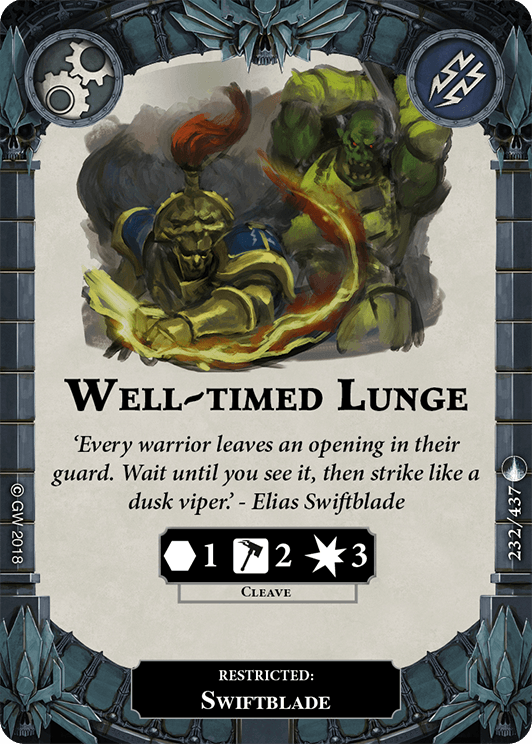 Well~timed Lunge
‘Every warrior leaves an opening in their
guard. Wait until you see it, then strike like a
dusk viper.’ - Elias Swiftblade
1 2 3
Cleave
RESTRICTED:
Swiftblade
© GW 2018
232/437